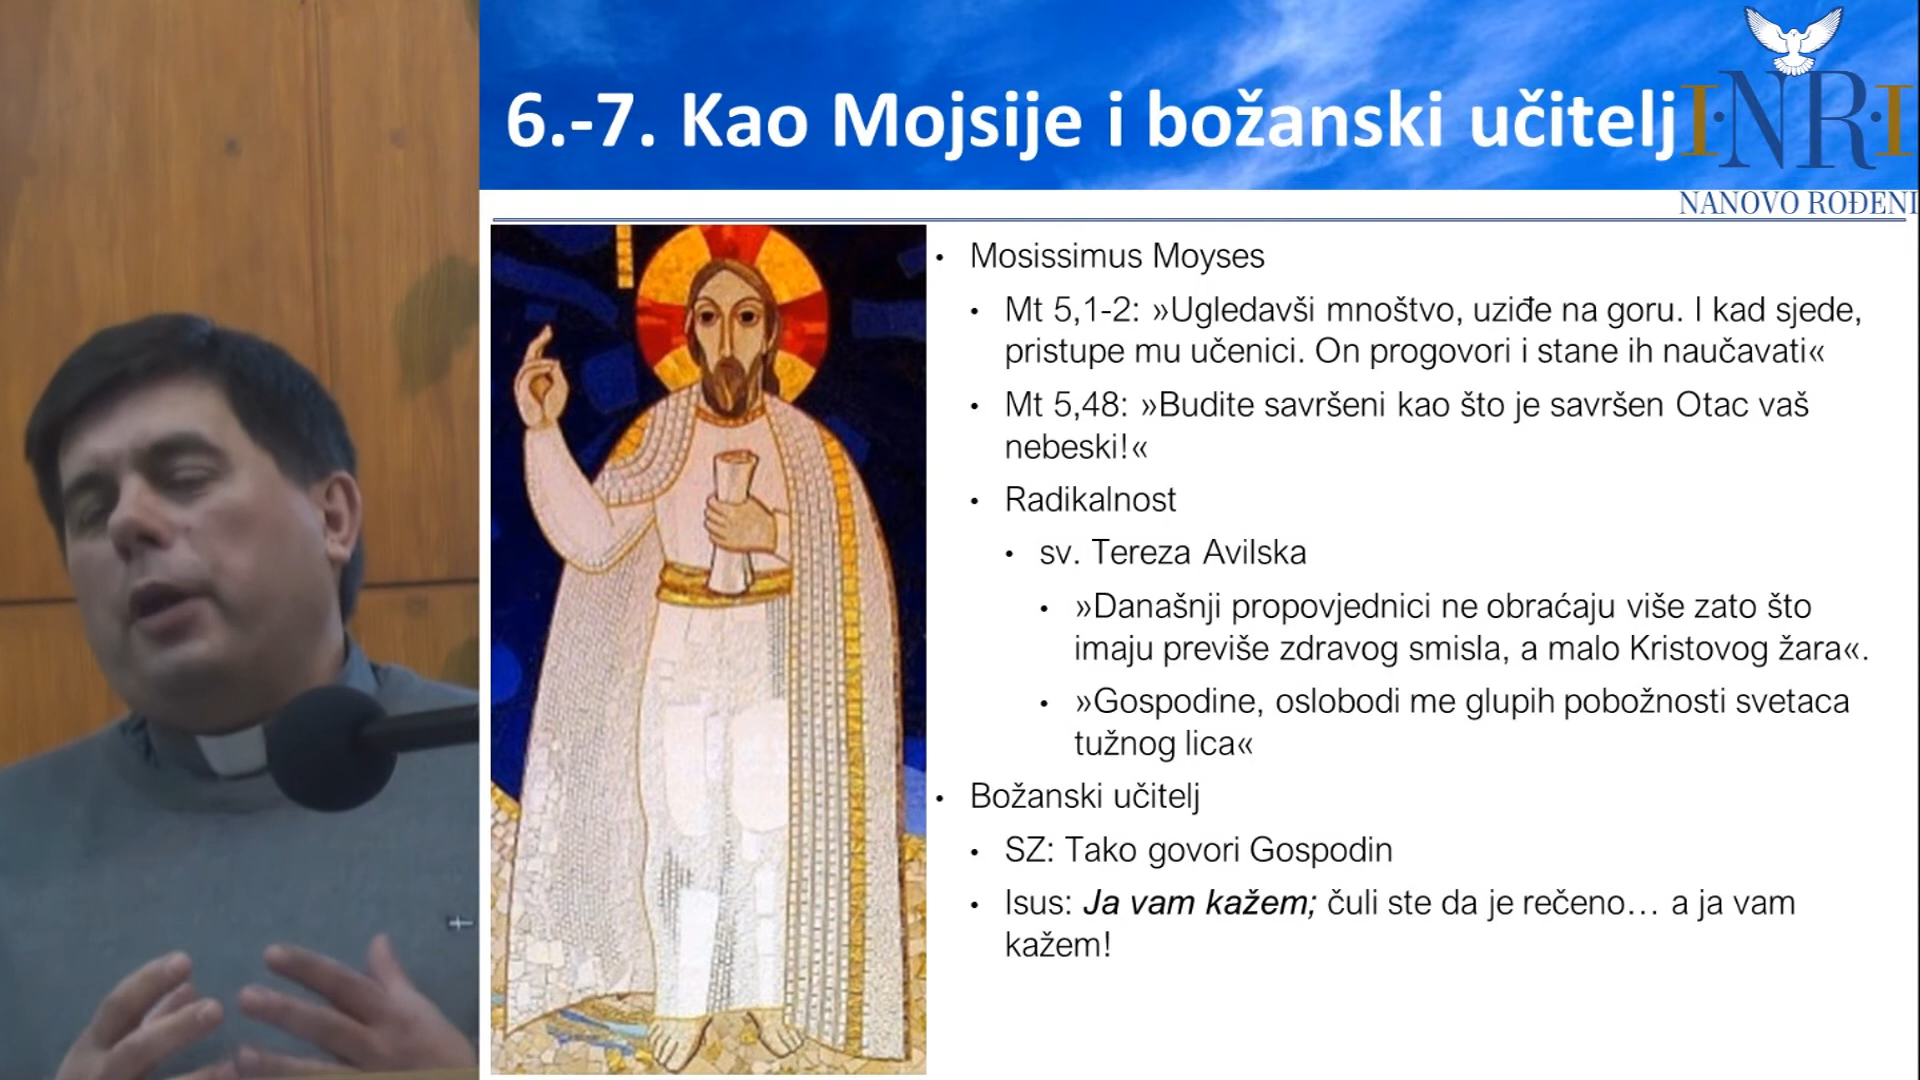 6.-7. Kao Mojsije i božanski učitelj
I·NR·I
NANOVO ROĐENI
• Mosissimus Moyses
• Mt 5,1-2: »Ugledavši mnoštvo, uziđe na goru. I kad sjede,
pristupe mu učenici. On progovori i stane ih naučavati«
• Mt 5,48: »Budite savršeni kao što je savršen Otac vaš
nebeski!«
• Radikalnost
• sv. Tereza Avilska
• »Današnji propovjednici ne obraćaju više zato što
imaju previše zdravog smisla, a malo Kristovog žara«.
• »Gospodine, oslobodi me glupih pobožnosti svetaca
tužnog lica«
• Božanski učitelj
• SZ: Tako govori Gospodin
• Isus: Ja vam kažem; čuli ste da je rečeno… a ja vam
kažem!